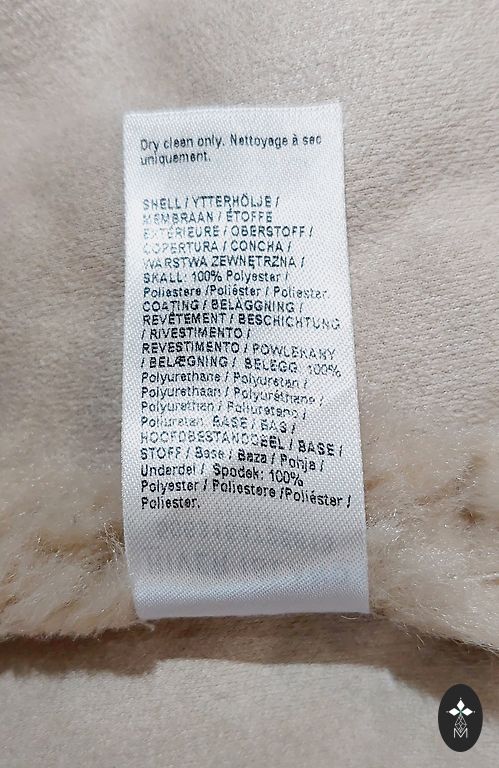 Dry clean only. Nettoyage à sec
uniquement.
SHELL / YTTERHÖLJE /
MEMBRAAN / ÉTOFFE
EXTÉRIEURE / OBERSTOFF /
COPERTURA / CONCHA /
WARSTWA ZEWNĘTRZNA /
SKALL: 100% Polyester /
Poliestere /Poliéster / Poliester.
COATING / BELÄGGNING /
REVÊTEMENT / BESCHICHTUNG
/ RIVESTIMENTO /
REVESTIMENTO / POWLEKANY
/ BELÆGNING / BELEGG: 100%
Polyurethane / Polyuretan /
Polyurethaan / Polyuréthane /
Polyurethan / Poliuretano /
Poliuretan. BASE / BAS /
HOOFDBESTANDDEEL / BASE /
STOFF / Base / Baza / Pohja /
Underdel / Spodek: 100%
Polyester / Poliestere /Poliéster /
Poliester.
M